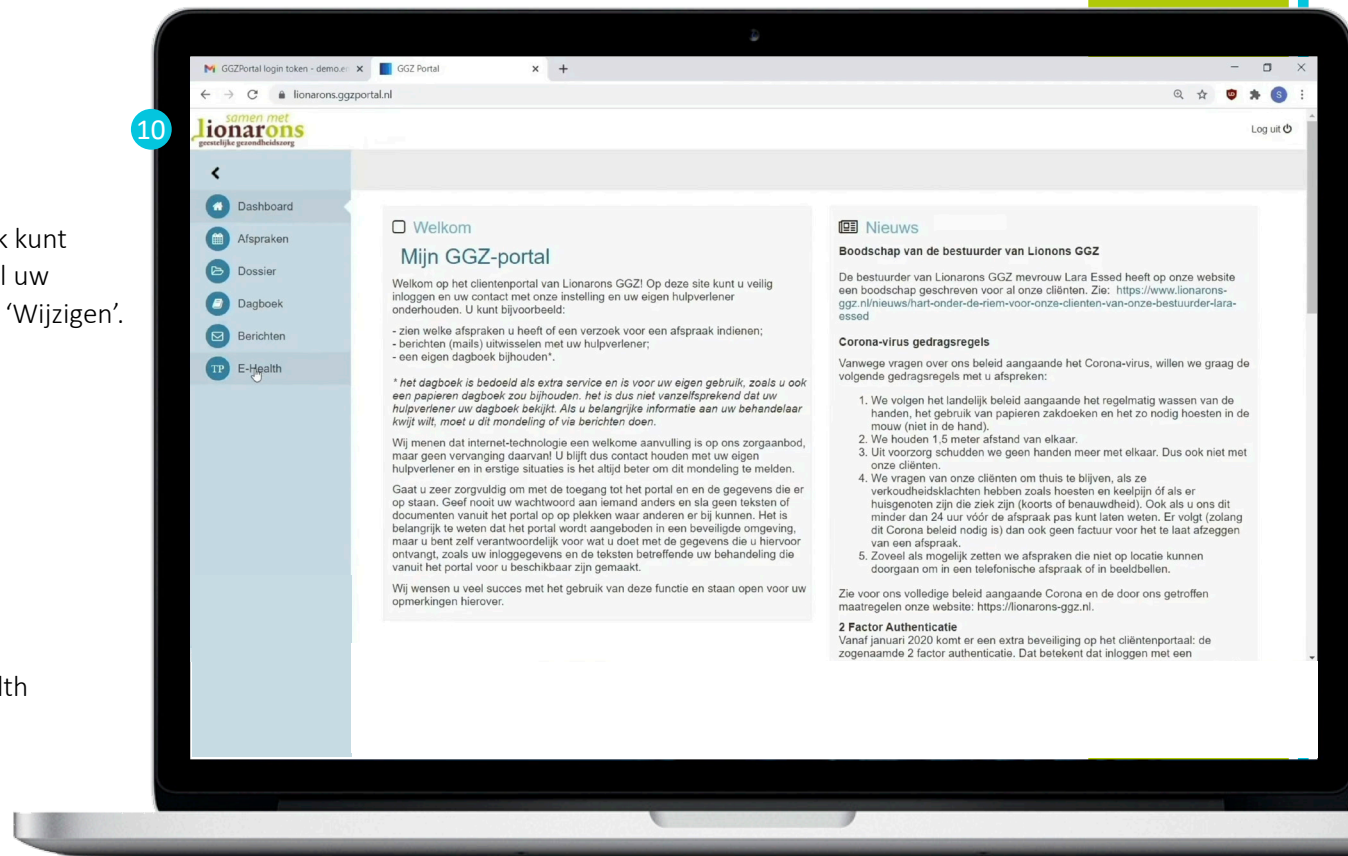 k kunt
l uw
'Wijzigen'.
lth
10
GGZPortal login token - demo.er
GGZ Portal
lionarons.ggzportal.nl
S
samen met
lionarons
geestelijke gezondheidszorg
Log uit
Dashboard
Afspraken
Dossier
Dagboek
Berichten
TP E-Health
Welkom
Mijn GGZ-portal
Welkom op het clientenportal van Lionarons GGZ! Op deze site kunt u veilig
inloggen en uw contact met onze instelling en uw eigen hulpverlener
onderhouden. U kunt bijvoorbeeld:
- zien welke afspraken u heeft of een verzoek voor een afspraak indienen;
- berichten (mails) uitwisselen met uw hulpverlener;
- een eigen dagboek bijhouden*.
* het dagboek is bedoeld als extra service en is voor uw eigen gebruik, zoals u ook
een papieren dagboek zou bijhouden. het is dus niet vanzelfsprekend dat uw
hulpverlener uw dagboek bekijkt. Als u belangrijke informatie aan uw behandelaar
kwijt wilt, moet u dit mondeling of via berichten doen.
Wij menen dat internet-technologie een welkome aanvulling is op ons zorgaanbod,
maar geen vervanging daarvan! U blijft dus contact houden met uw eigen
hulpverlener en in erstige situaties is het altijd beter om dit mondeling te melden.
Gaat u zeer zorgvuldig om met de toegang tot het portal en en de gegevens die er
op staan. Geef nooit uw wachtwoord aan iemand anders en sla geen teksten of
documenten vanuit het portal op op plekken waar anderen er bij kunnen. Het is
belangrijk te weten dat het portal wordt aangeboden in een beveiligde omgeving,
maar u bent zelf verantwoordelijk voor wat u doet met de gegevens die u hiervoor
ontvangt, zoals uw inloggegevens en de teksten betreffende uw behandeling die
vanuit het portal voor u beschikbaar zijn gemaakt.
Wij wensen u veel succes met het gebruik van deze functie en staan open voor uw
opmerkingen hierover.
Nieuws
Boodschap van de bestuurder van Lionons GGZ
De bestuurder van Lionarons GGZ mevrouw Lara Essed heeft op onze website
een boodschap geschreven voor al onze cliënten. Zie: https://www.lionarons-
ggz.nl/nieuws/hart-onder-de-riem-voor-onze-clienten-van-onze-bestuurder-lara-
essed
Corona-virus gedragsregels
Vanwege vragen over ons beleid aangaande het Corona-virus, willen we graag de
volgende gedragsregels met u afspreken:
1. We volgen het landelijk beleid aangaande het regelmatig wassen van de
handen, het gebruik van papieren zakdoeken en het zo nodig hoesten in de
mouw (niet in de hand).
2. We houden 1,5 meter afstand van elkaar.
3. Uit voorzorg schudden we geen handen meer met elkaar. Dus ook niet met
onze cliënten.
4. We vragen van onze cliënten om thuis te blijven, als ze
verkoudheidsklachten hebben zoals hoesten en keelpijn óf als er
huisgenoten zijn die ziek zijn (koorts of benauwdheid). Ook als u ons dit
minder dan 24 uur vóór de afspraak pas kunt laten weten. Er volgt (zolang
dit Corona beleid nodig is) dan ook geen factuur voor het te laat afzeggen
van een afspraak.
5. Zoveel als mogelijk zetten we afspraken die niet op locatie kunnen
doorgaan om in een telefonische afspraak of in beeldbellen.
Zie voor ons volledige beleid aangaande Corona en de door ons getroffen
maatregelen onze website: https://lionarons-ggz.nl.
2 Factor Authenticatie
Vanaf januari 2020 komt er een extra beveiliging op het cliëntenportaal: de
zogenaamde 2 factor authenticatie. Dat betekent dat inloggen met een